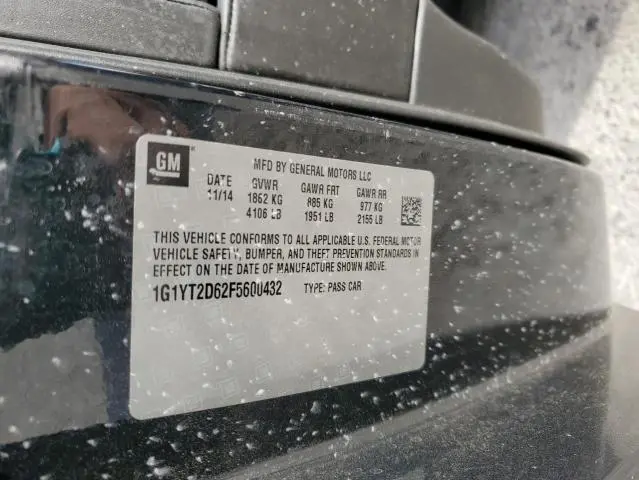 GM
MFD BY GENERAL MOTORS LLC
DATE GVWR GAWR FRT GAWR RR
11/14 1862 KG 885 KG 977 KG
4106 LB 1951 LB 2155 LB
THIS VEHICLE CONFORMS TO ALL APPLICABLE U.S. FEDERAL MOTOR
VEHICLE SAFETY, BUMPER, AND THEFT PREVENTION STANDARDS IN
EFFECT ON THE DATE OF MANUFACTURE SHOWN ABOVE.
1G1YT2D62F5600432 TYPE: PASS CAR